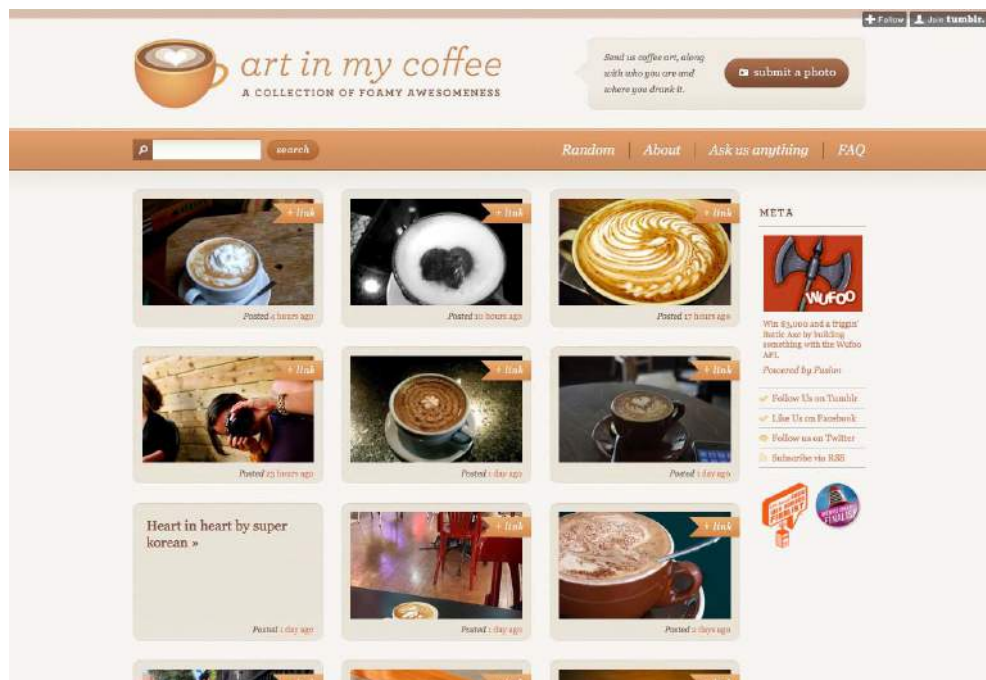 Follow
Join tumblr.
art in my coffee
A COLLECTION OF FOAMY AWESOMENESS
Send us coffee art, along
with who you are and
where you drank it.
submit a photo
search
Random
About
Ask us anything
FAQ
+ link
+ link
+ link
META
WUFOO
Posted 4 hours ago
Posted 10 hours ago
Posted 17 hours ago
Win $3,000 and a friggin'
Battle Axe by building
something with the Wufoo
API.
Powered by Fusion
+ link
+ link
+ link
Follow Us on Tumblr
Like Us on Facebook
Follow us on Twitter
Subscribe via RSS
Posted 23 hours ago
Posted 1 day ago
Posted 1 day ago
Heart in heart by super
korean »
+ link
+ link
FINALIST
FINALIST
Posted 1 day ago
Posted 1 day ago
Posted 2 days ago